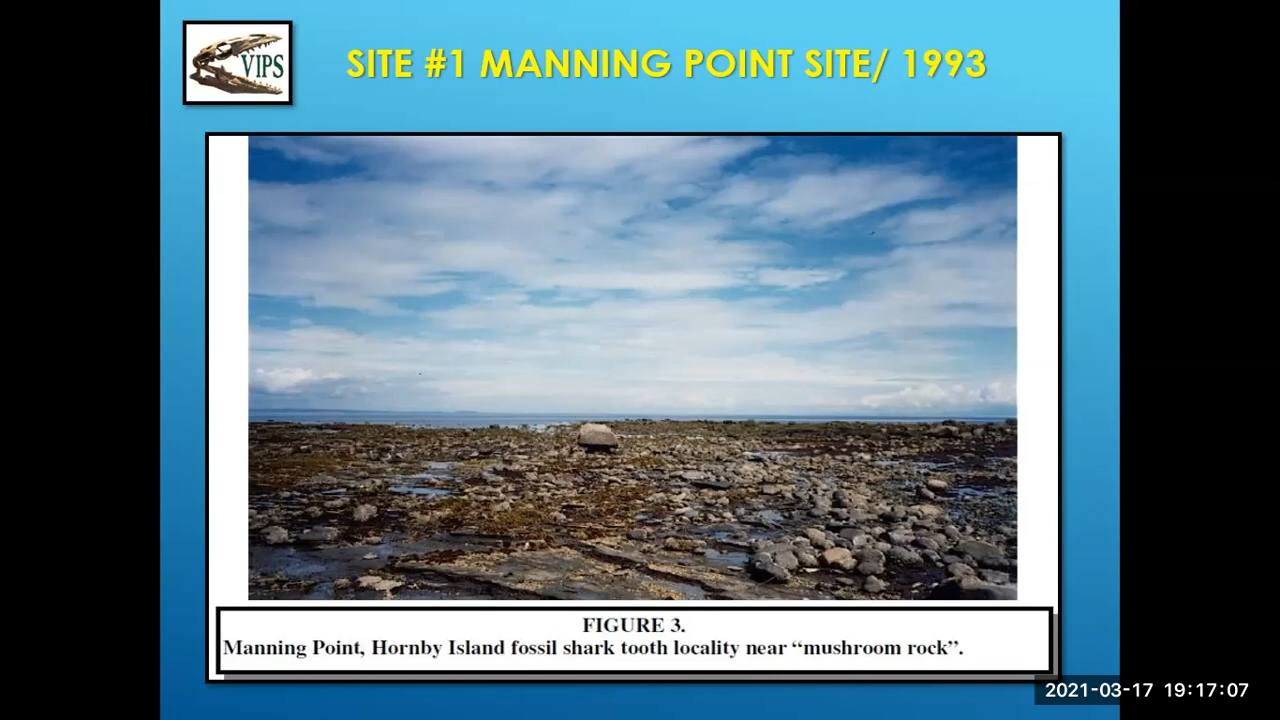 VIPS
SITE #1 MANNING POINT SITE/ 1993
FIGURE 3.
Manning Point, Hornby Island fossil shark tooth locality near “mushroom rock”.
2021-03-17 19:17:07